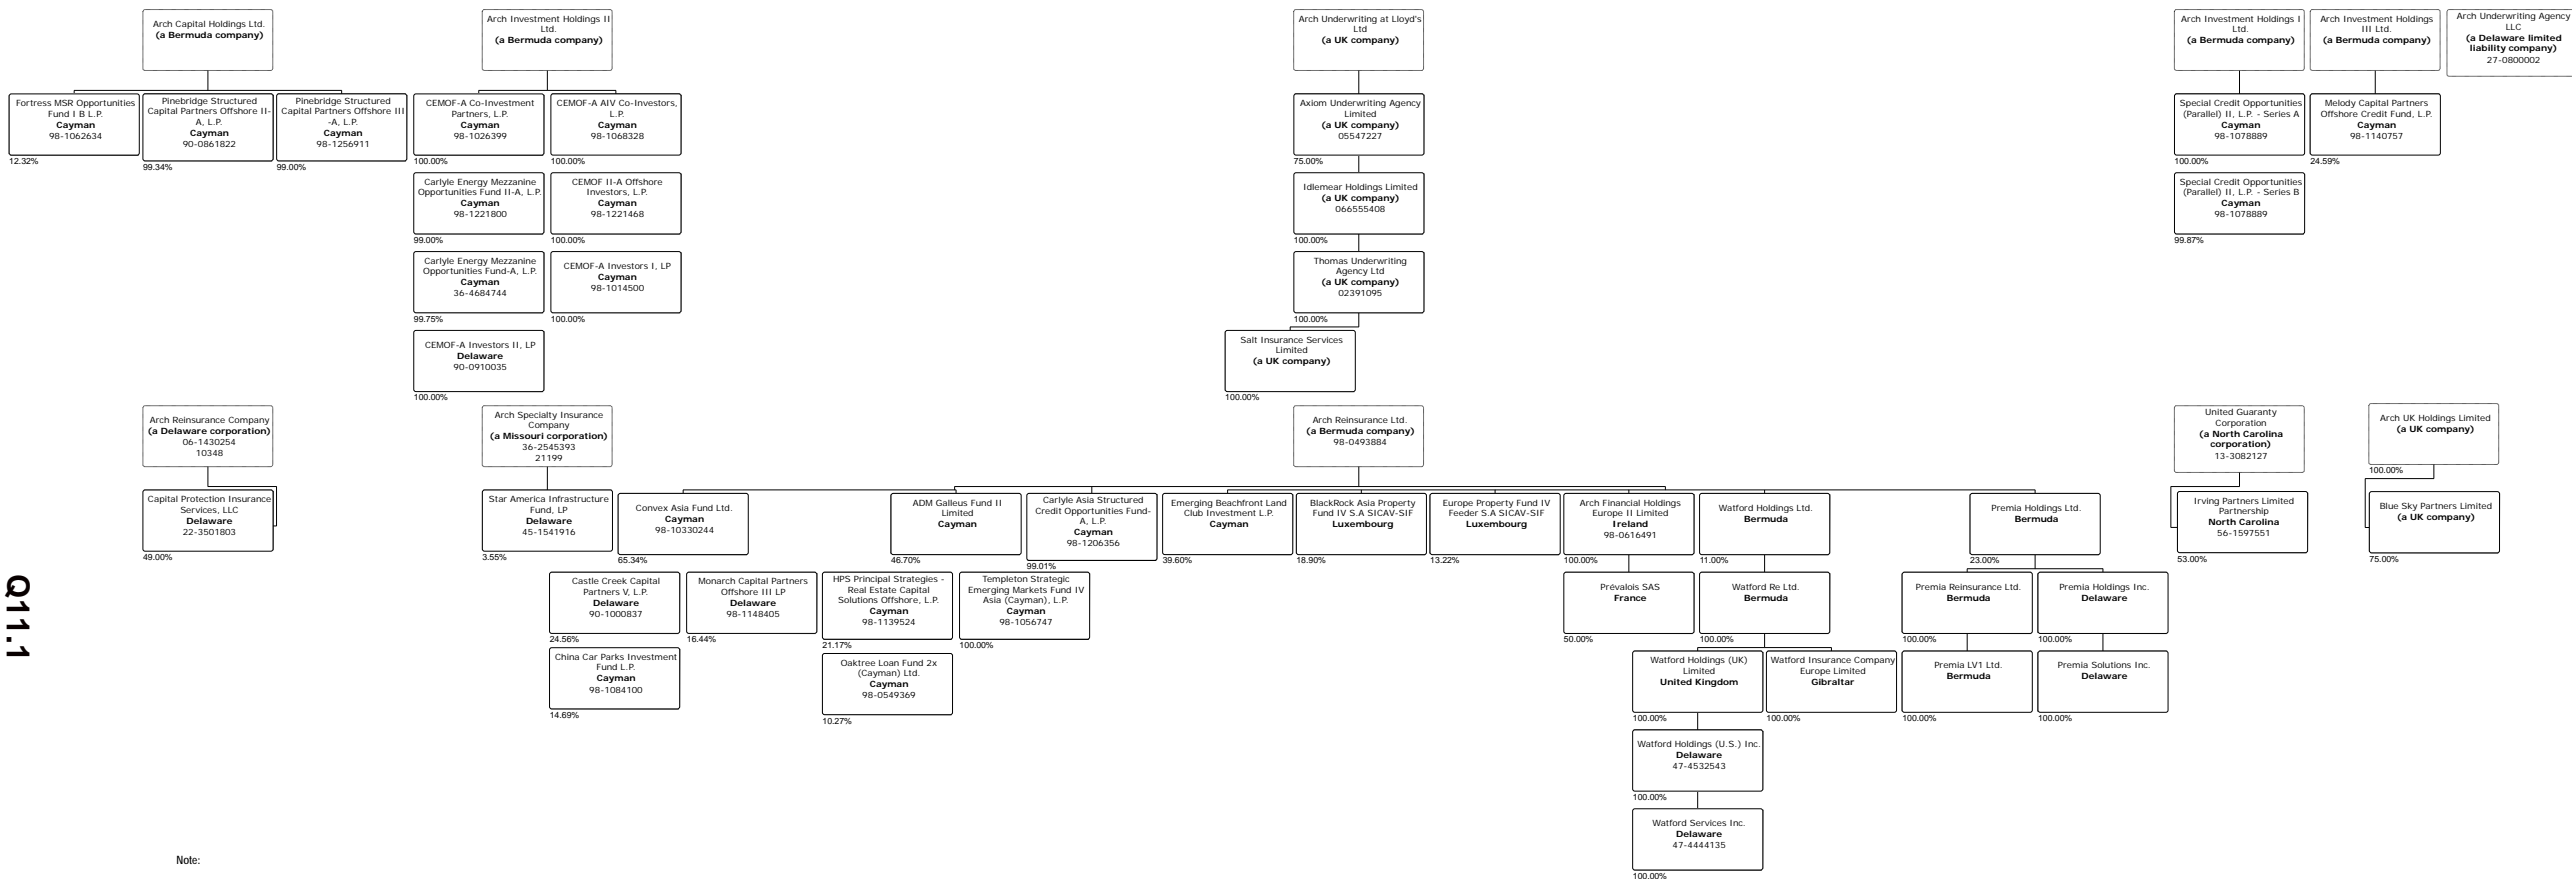 Arch Capital Holdings Ltd.
(a Bermuda company)
Arch Investment Holdings II
Ltd.
(a Bermuda company)
Arch Underwriting at Lloyd's
Ltd
(a UK company)
Arch Investment Holdings I
Ltd.
(a Bermuda company)
Arch Investment Holdings
III Ltd.
(a Bermuda company)
Arch Underwriting Agency
LLC
(a Delaware limited
liability company)
27-0800002
Fortress MSR Opportunities
Fund I B L.P.
Cayman
98-1062634
12.32%
Pinebridge Structured
Capital Partners Offshore II-
A, L.P.
Cayman
90-0861822
99.34%
Pinebridge Structured
Capital Partners Offshore III
-A, L.P.
Cayman
98-1256911
99.00%
CEMOF-A Co-Investment
Partners, L.P.
Cayman
98-1026399
100.00%
CEMOF-A AIV Co-Investors,
L.P.
Cayman
98-1068328
100.00%
Axiom Underwriting Agency
Limited
(a UK company)
05547227
75.00%
Special Credit Opportunities
(Parallel) II, L.P. - Series A
Cayman
98-1078889
100.00%
Melody Capital Partners
Offshore Credit Fund, L.P.
Cayman
98-1140757
24.59%
Carlyle Energy Mezzanine
Opportunities Fund II-A, L.P.
Cayman
98-1221800
99.00%
CEMOF II-A Offshore
Investors, L.P.
Cayman
98-1221468
100.00%
Idlemear Holdings Limited
(a UK company)
066555408
100.00%
Special Credit Opportunities
(Parallel) II, L.P. - Series B
Cayman
98-1078889
99.87%
Carlyle Energy Mezzanine
Opportunities Fund-A, L.P.
Cayman
36-4684744
99.75%
CEMOF-A Investors I, LP
Cayman
98-1014500
100.00%
Thomas Underwriting
Agency Ltd
(a UK company)
02391095
100.00%
CEMOF-A Investors II, LP
Delaware
90-0910035
100.00%
Salt Insurance Services
Limited
(a UK company)
100.00%
Arch Reinsurance Company
(a Delaware corporation)
06-1430254
10348
Arch Specialty Insurance
Company
(a Missouri corporation)
36-2545393
21199
Arch Reinsurance Ltd.
(a Bermuda company)
98-0493884
United Guaranty
Corporation
(a North Carolina
corporation)
13-3082127
Arch UK Holdings Limited
(a UK company)
100.00%
Capital Protection Insurance
Services, LLC
Delaware
22-3501803
49.00%
Star America Infrastructure
Fund, LP
Delaware
45-1541916
3.55%
Convex Asia Fund Ltd.
Cayman
98-10330244
65.34%
ADM Galleus Fund II
Limited
Cayman
46.70%
Carlyle Asia Structured
Credit Opportunities Fund-
A, L.P.
Cayman
98-1206356
99.01%
Emerging Beachfront Land
Club Investment L.P.
Cayman
39.60%
BlackRock Asia Property
Fund IV S.A SICAV-SIF
Luxembourg
18.90%
Europe Property Fund IV
Feeder S.A SICAV-SIF
Luxembourg
13.22%
Arch Financial Holdings
Europe II Limited
Ireland
98-0616491
100.00%
Watford Holdings Ltd.
Bermuda
11.00%
Premia Holdings Ltd.
Bermuda
23.00%
Irving Partners Limited
Partnership
North Carolina
56-1597551
53.00%
Blue Sky Partners Limited
(a UK company)
75.00%
Castle Creek Capital
Partners V, L.P.
Delaware
90-1000837
24.56%
Monarch Capital Partners
Offshore III LP
Delaware
98-1148405
16.44%
HPS Principal Strategies -
Real Estate Capital
Solutions Offshore, L.P.
Cayman
98-1139524
21.17%
Templeton Strategic
Emerging Markets Fund IV
Asia (Cayman), L.P.
Cayman
98-1056747
100.00%
Prévalois SAS
France
50.00%
Watford Re Ltd.
Bermuda
100.00%
Premia Reinsurance Ltd.
Bermuda
100.00%
Premia Holdings Inc.
Delaware
100.00%
China Car Parks Investment
Fund L.P.
Cayman
98-1084100
14.69%
Oaktree Loan Fund 2x
(Cayman) Ltd.
Cayman
98-0549369
10.27%
Watford Holdings (UK)
Limited
United Kingdom
100.00%
Watford Insurance Company
Europe Limited
Gibraltar
100.00%
Premia LV1 Ltd.
Bermuda
100.00%
Premia Solutions Inc.
Delaware
100.00%
Watford Holdings (U.S.) Inc.
Delaware
47-4532543
100.00%
Watford Services Inc.
Delaware
47-4444135
100.00%
Q11.1
Note: